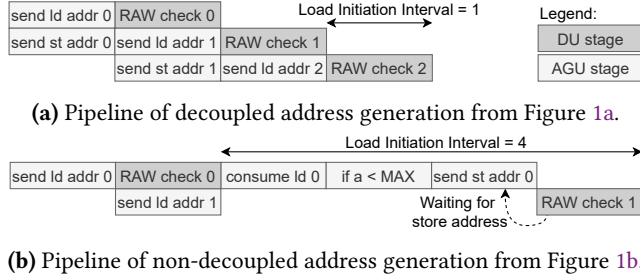 send ld addr 0 RAW check 0 Load Initiation Interval = 1 Legend:
send st addr 0 send ld addr 1 RAW check 1 DU stage
send st addr 1 send ld addr 2 RAW check 2 AGU stage
(a) Pipeline of decoupled address generation from Figure 1a.
Load Initiation Interval = 4
send ld addr 0 RAW check 0 consume ld 0 if a < MAX send st addr 0
send ld addr 1 Waiting for store address RAW check 1
(b) Pipeline of non-decoupled address generation from Figure 1b